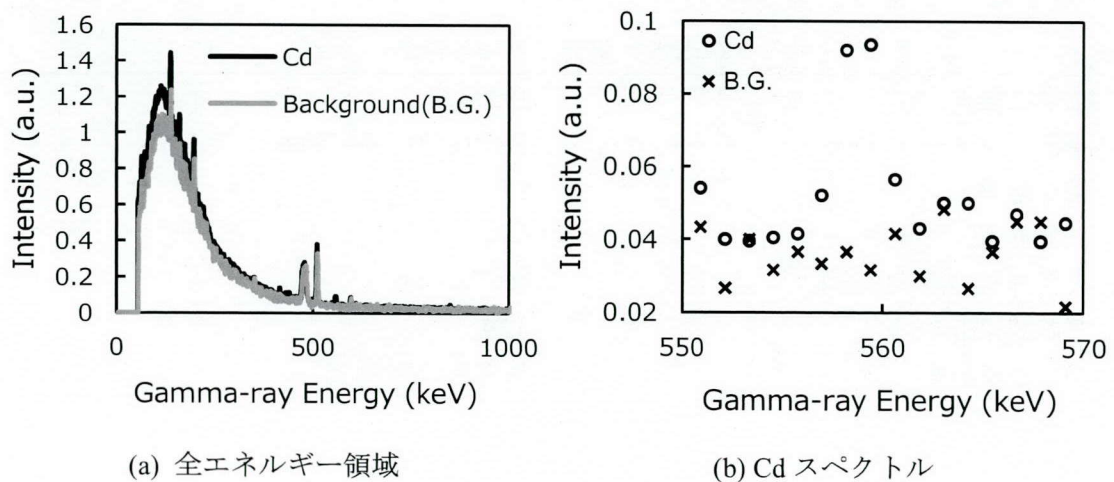 1.6
1.4
1.2
1.0
0.8
0.6
0.4
0.2
0
Intensity (a.u.)
Cd
Background(B.G.)
0
500
1000
Gamma-ray Energy (keV)
(a) 全エネルギー領域
0.1
0.08
0.06
0.04
0.02
Intensity (a.u.)
Cd
B.G.
550
560
570
Gamma-ray Energy (keV)
(b) Cd スペクトル